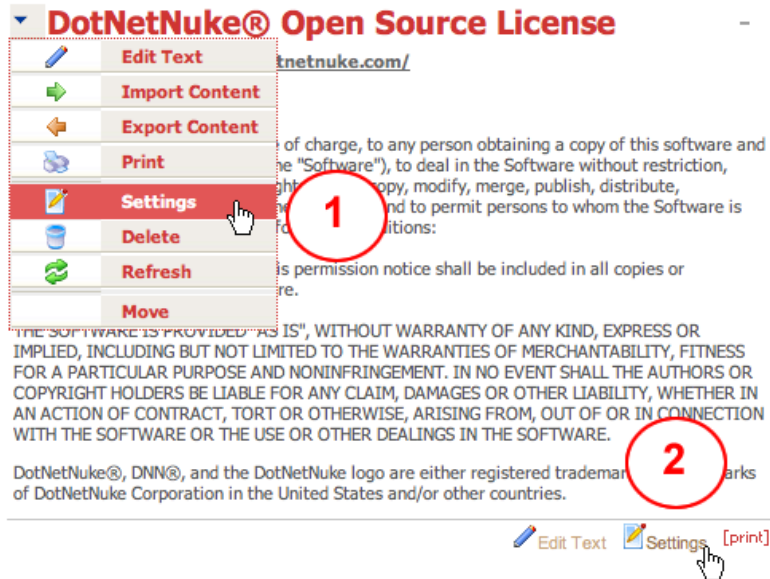 DotNetNuke® Open Source License
Edit Text
tnetnuke.com/
Import Content
Export Content
of charge, to any person obtaining a copy of this software and
Print
"Software"), to deal in the Software without restriction,
opy, modify, merge, publish, distribute,
Settings
1
nd to permit persons to whom the Software is
Delete
itions:
Refresh
is permission notice shall be included in all copies or
re.
Move
THE SOFTWARE IS PROVIDED "AS IS", WITHOUT WARRANTY OF ANY KIND, EXPRESS OR
IMPLIED, INCLUDING BUT NOT LIMITED TO THE WARRANTIES OF MERCHANTABILITY, FITNESS
FOR A PARTICULAR PURPOSE AND NONINFRINGEMENT. IN NO EVENT SHALL THE AUTHORS OR
COPYRIGHT HOLDERS BE LIABLE FOR ANY CLAIM, DAMAGES OR OTHER LIABILITY, WHETHER IN
AN ACTION OF CONTRACT, TORT OR OTHERWISE, ARISING FROM, OUT OF OR IN CONNECTION
WITH THE SOFTWARE OR THE USE OR OTHER DEALINGS IN THE SOFTWARE.
2
DotNetNuke®, DNN®, and the DotNetNuke logo are either registered trademar arks
of DotNetNuke Corporation in the United States and/or other countries.
Edit Text Settings [print]